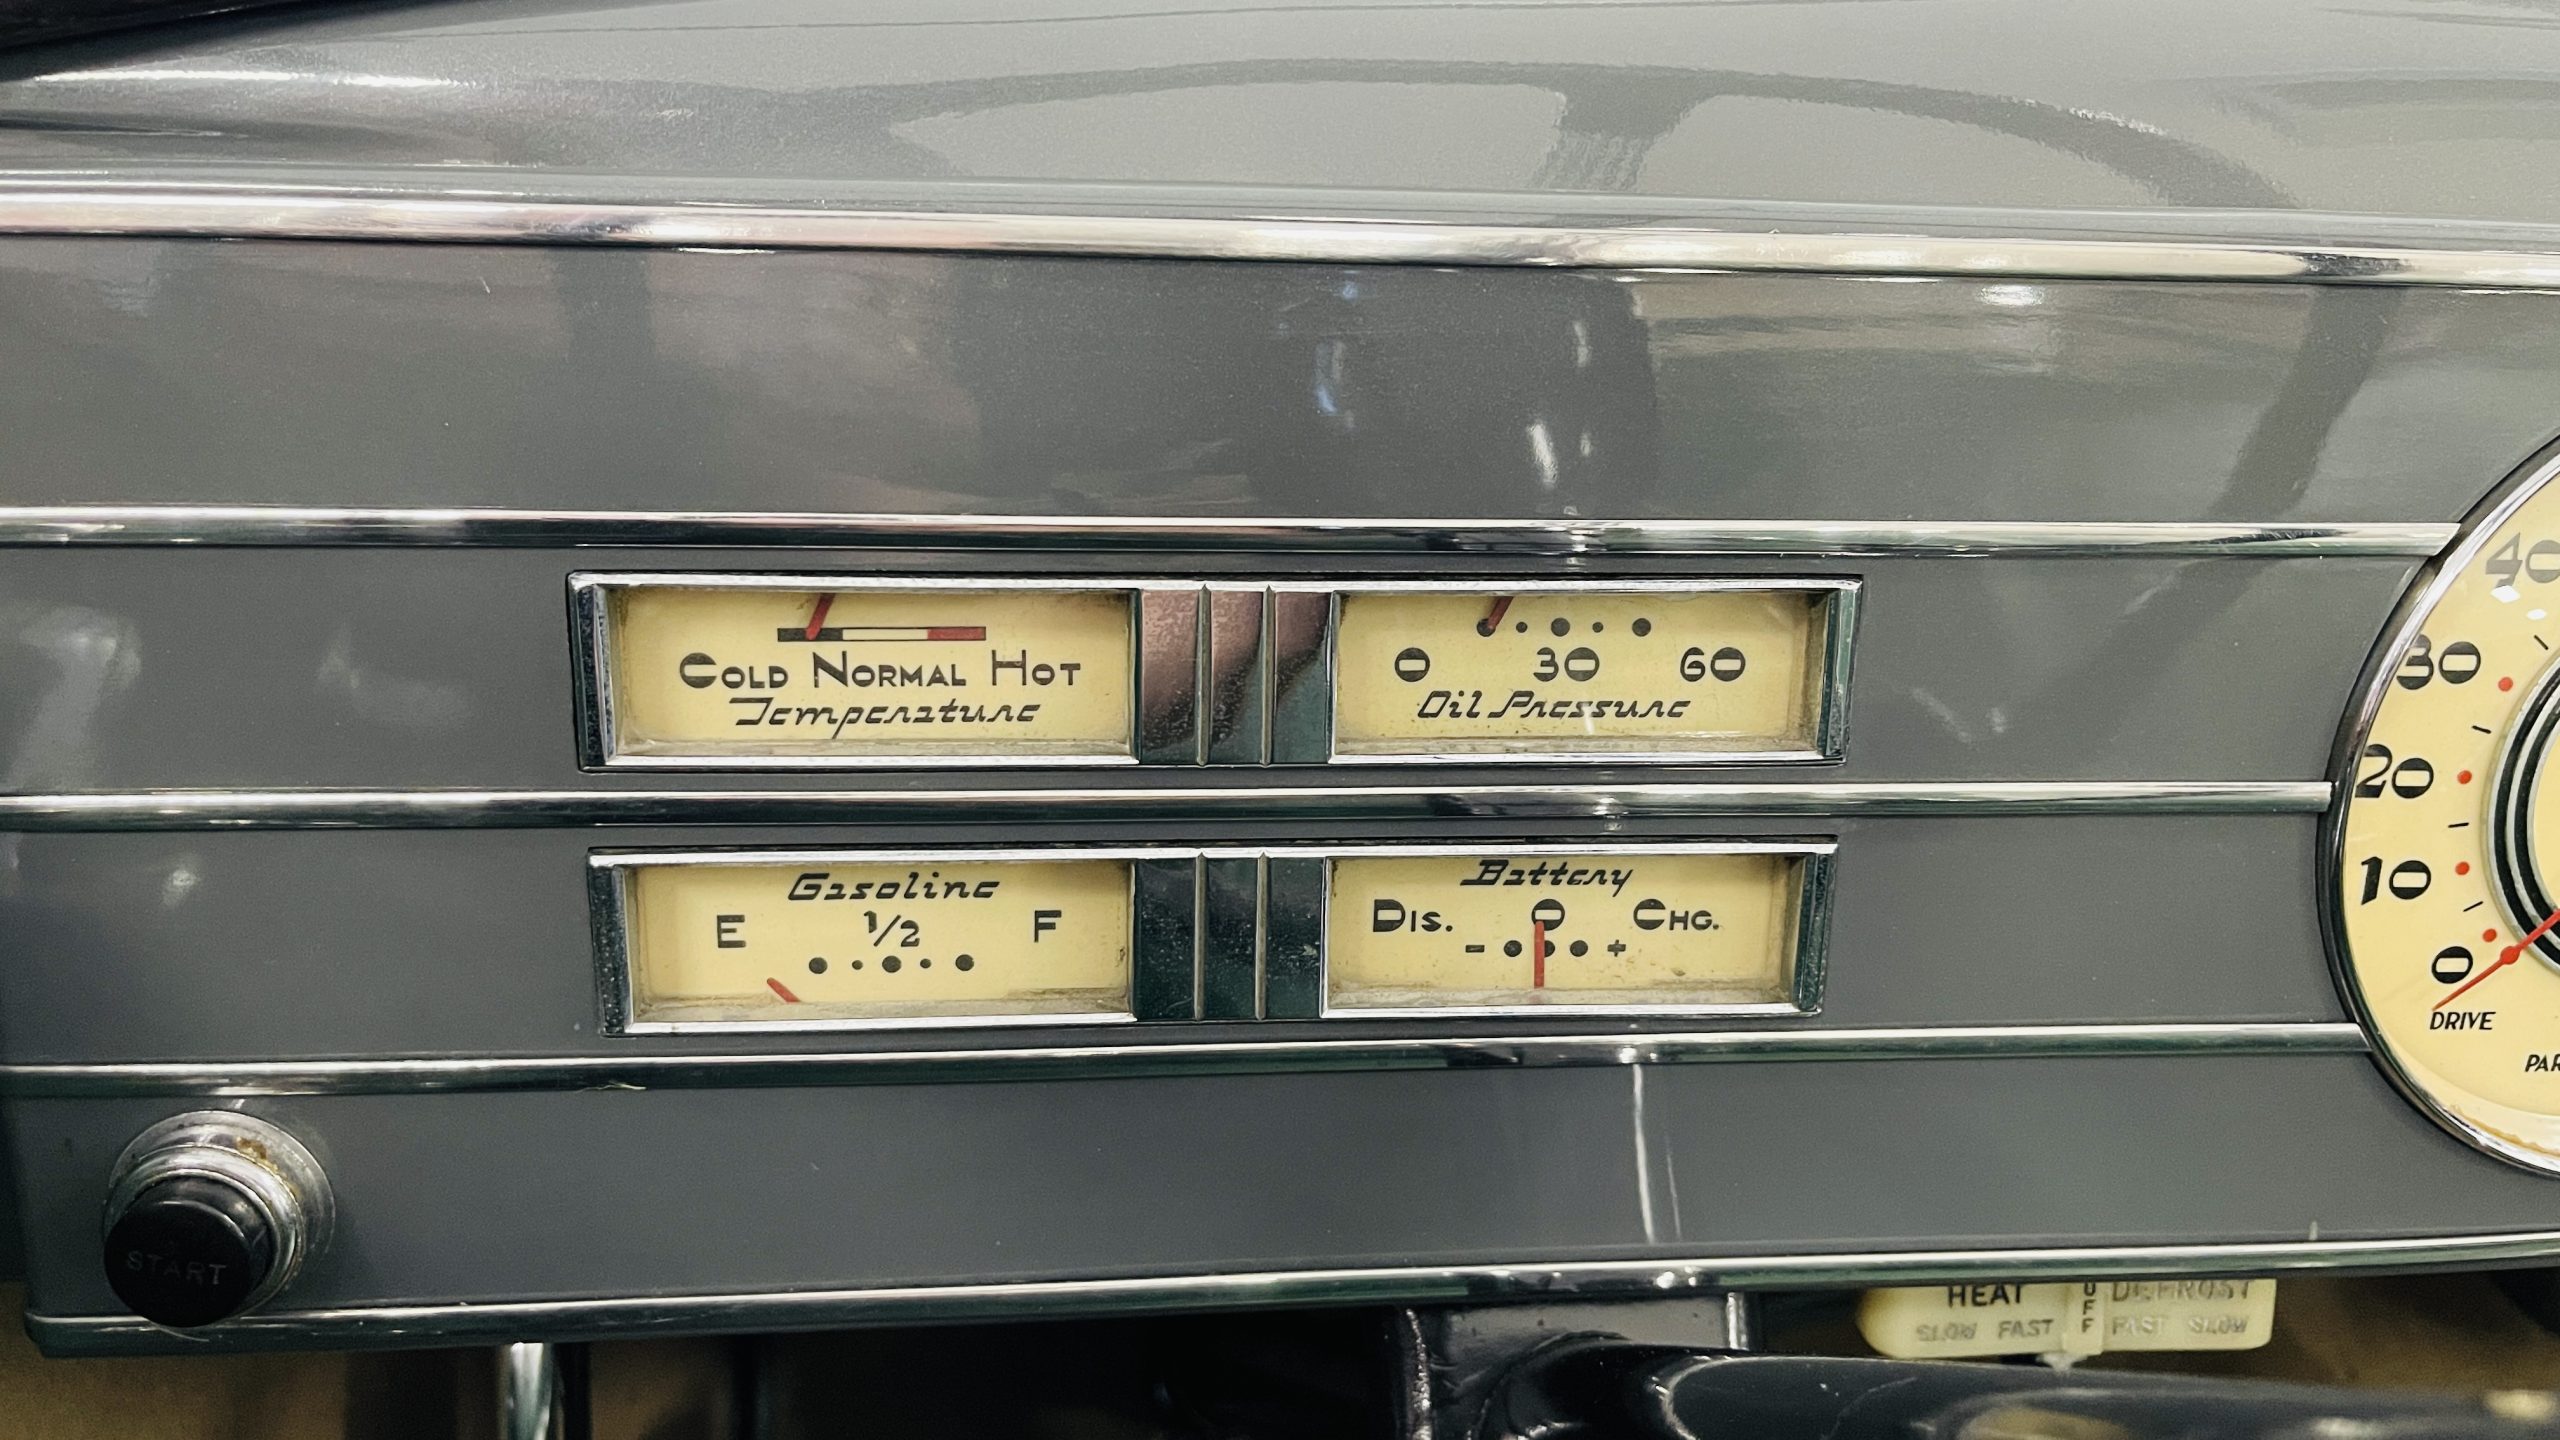 COLD NORMAL HOT
Temperature
0 30 60
Oil Pressure
Gasoline
E 1/2 F
Battery
DIS. 0 CHG.
- +
40
30
20
10
0
DRIVE
START
HEAT OFF DEFROST
SLOW FAST FAST SLOW